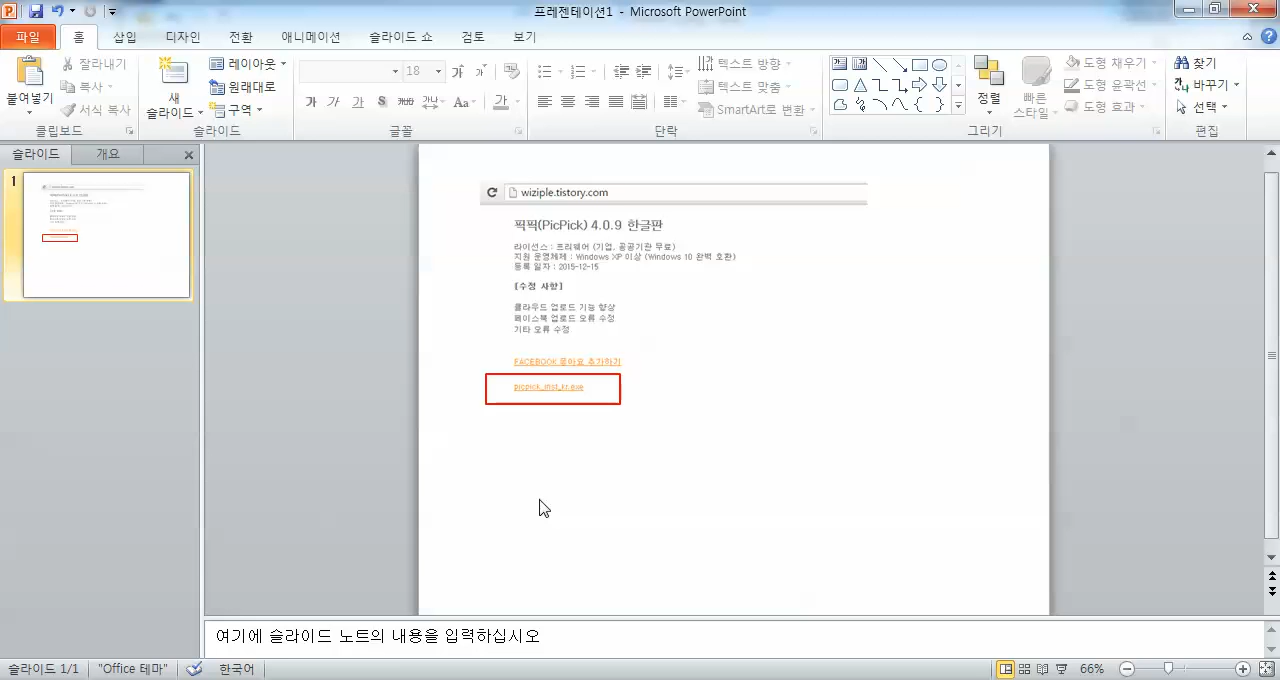 프레젠테이션1 - Microsoft PowerPoint
파일 홈 삽입 디자인 전환 애니메이션 슬라이드 쇼 검토 보기
붙여넣기
잘라내기
복사
서식 복사
클립보드
새
슬라이드
레이아웃
원래대로
구역
슬라이드
18
가 가 가 S 가나다 간 Aa 가
글꼴
텍스트 방향
텍스트 맞춤
SmartArt로 변환
단락
정렬
빠른
스타일
도형 채우기
도형 윤곽선
도형 효과
그리기
찾기
바꾸기
선택
편집
슬라이드 개요
1
wiziple.tistory.com
픽픽(PicPick) 4.0.9 한글판
라이선스 : 프리웨어 (기업, 공공기관 무료)
지원 운영체제 : Windows XP 이상 (Windows 10 완벽 호환)
등록 일자 : 2015-12-15
[수정 사항]
클라우드 업로드 기능 향상
페이스북 업로드 오류 수정
기타 오류 수정
FACEBOOK 좋아요 추가하기
picpick_inst_kr.exe
여기에 슬라이드 노트의 내용을 입력하십시오
슬라이드 1/1 "Office 테마" 한국어 66%